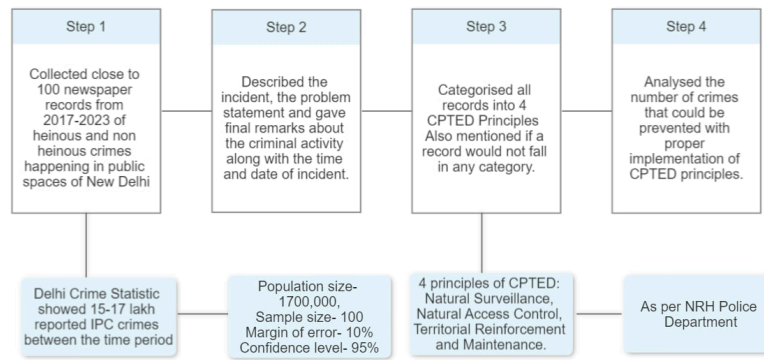 Step 1
Collected close to
100 newspaper
records from
2017-2023 of
heinous and non
heinous crimes
happening in public
spaces of New Delhi
Step 2
Described the
incident, the problem
statement and gave
final remarks about
the criminal activity
along with the time
and date of incident.
Step 3
Categorised all
records into 4
CPTED Principles
Also mentioned if a
record would not fall
in any category.
Step 4
Analysed the
number of crimes
that could be
prevented with
proper
implementation of
CPTED principles.
Delhi Crime Statistic
showed 15-17 lakh
reported IPC crimes
between the time period
Population size-
1700,000,
Sample size- 100
Margin of error- 10%
Confidence level- 95%
4 principles of CPTED:
Natural Surveillance,
Natural Access Control,
Territorial Reinforcement
and Maintenance.
As per NRH Police
Department